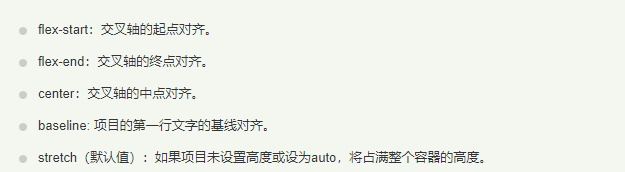 flex-start：交叉轴的起点对齐。
flex-end：交叉轴的终点对齐。
center：交叉轴的中点对齐。
baseline: 项目的第一行文字的基线对齐。
stretch（默认值）：如果项目未设置高度或设为auto，将占满整个容器的高度。